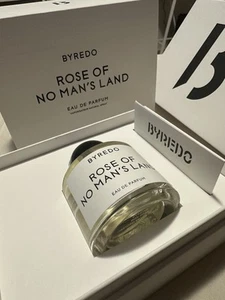 BYREDO
ROSE OF
NO MAN'S LAND
EAU DE PARFUM
B
BYREDO
BYREDO
ROSE OF
NO MAN'S LAND
EAU DE PARFUM